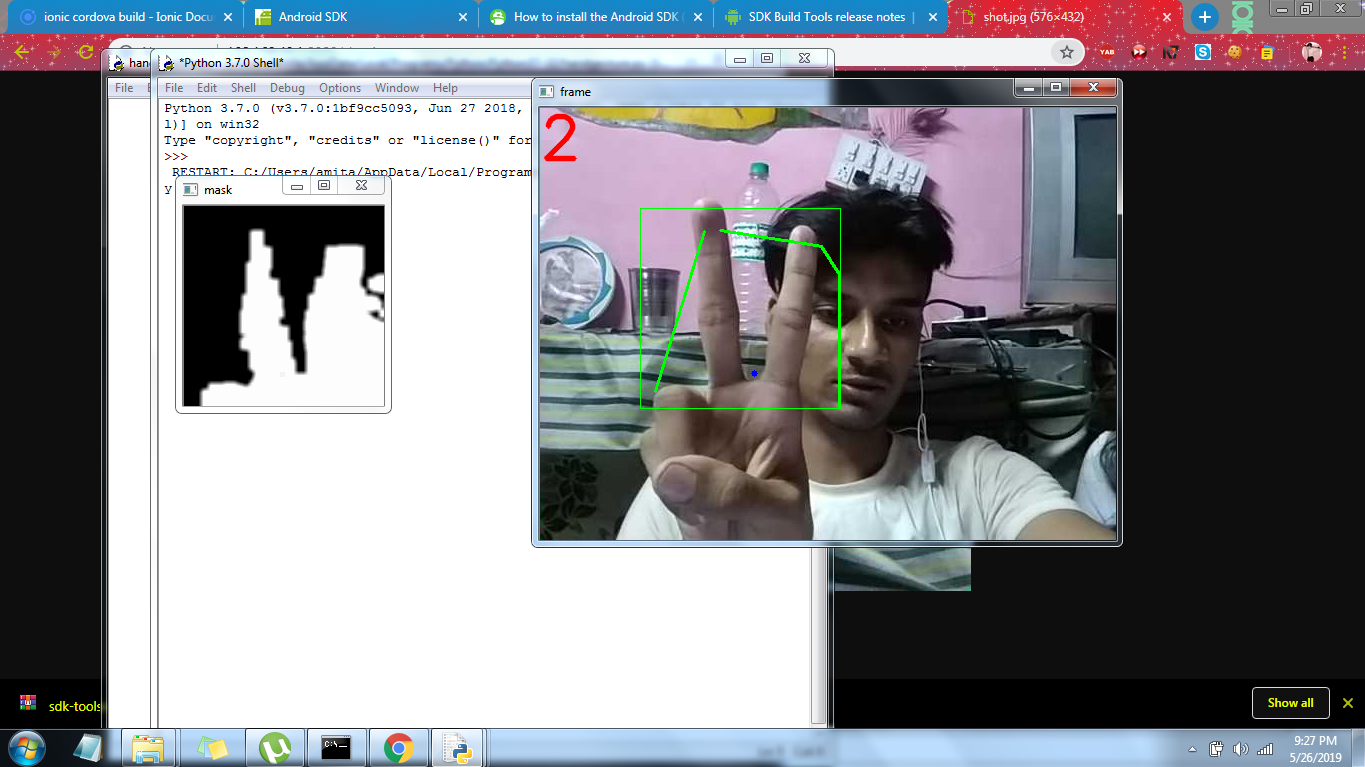 ionic cordova build - Ionic Docu
Android SDK
How to install the Android SDK (
SDK Build Tools release notes |
shot.jpg (576×432)
YAB
han
*Python 3.7.0 Shell*
File
File Edit Shell Debug Options Window Help
Python 3.7.0 (v3.7.0:1bf9cc5093, Jun 27 2018,
l)] on win32
Type "copyright", "credits" or "license()" for
>>>
RESTART: C:/Users/amita/AppData/Local/Program
y
mask
frame
2
sdk-tools
Show all
C:\.
9:27 PM
5/26/2019